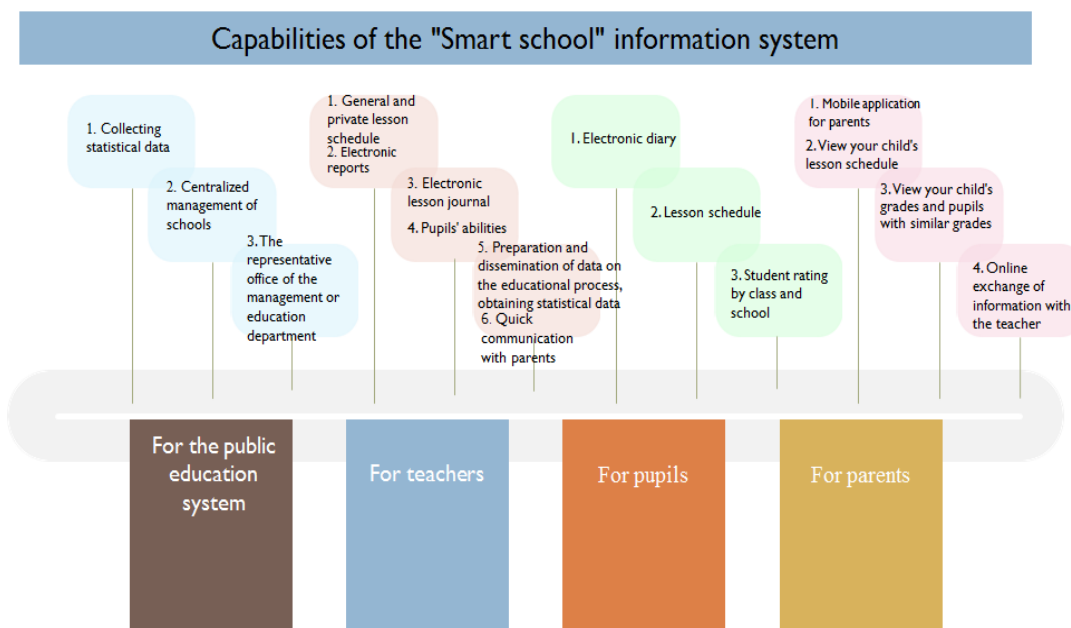 Capabilities of the "Smart school" information system
1. Collecting
statistical data
2. Centralized
management of
schools
3. The
representative
office of the
management or
education
department
1. General and
private lesson
schedule
2. Electronic
reports
3. Electronic
lesson journal
4. Pupils' abilities
5. Preparation and
dissemination of data on
the educational process,
obtaining statistical data
6. Quick
communication
with parents
1. Electronic diary
2. Lesson schedule
3. Student rating
by class and
school
1. Mobile application
for parents
2. View your child's
lesson schedule
3. View your child's
grades and pupils
with similar grades
4. Online
exchange of
information with
the teacher
For the public
education
system
For teachers
For pupils
For parents